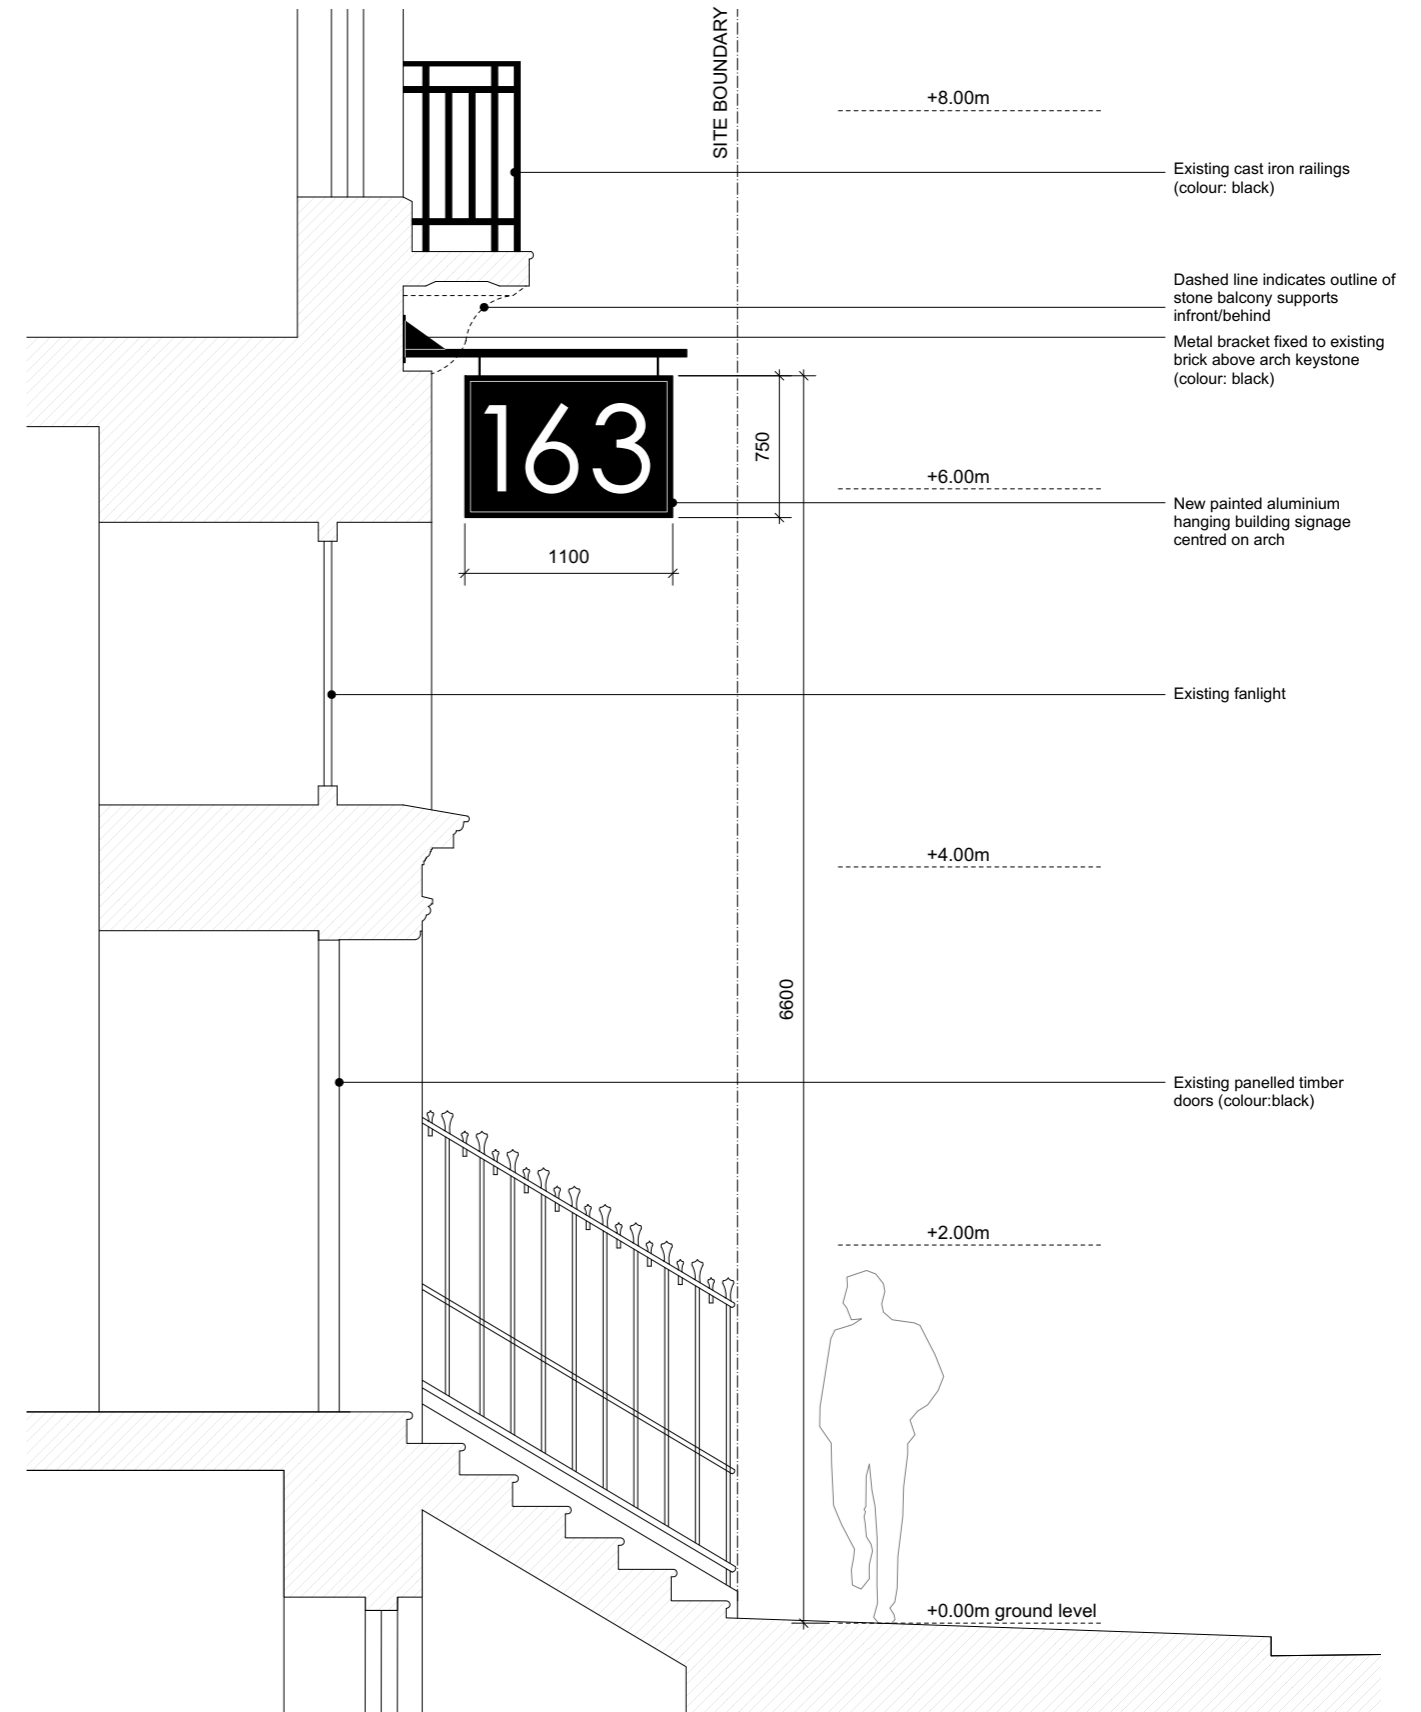 SITE BOUNDARY
+8.00m
Existing cast iron railings
(colour: black)
Dashed line indicates outline of
stone balcony supports
infront/behind
Metal bracket fixed to existing
brick above arch keystone
(colour: black)
163
750
+6.00m
New painted aluminium
hanging building signage
centred on arch
1100
Existing fanlight
+4.00m
6600
Existing panelled timber
doors (colour:black)
+2.00m
+0.00m ground level